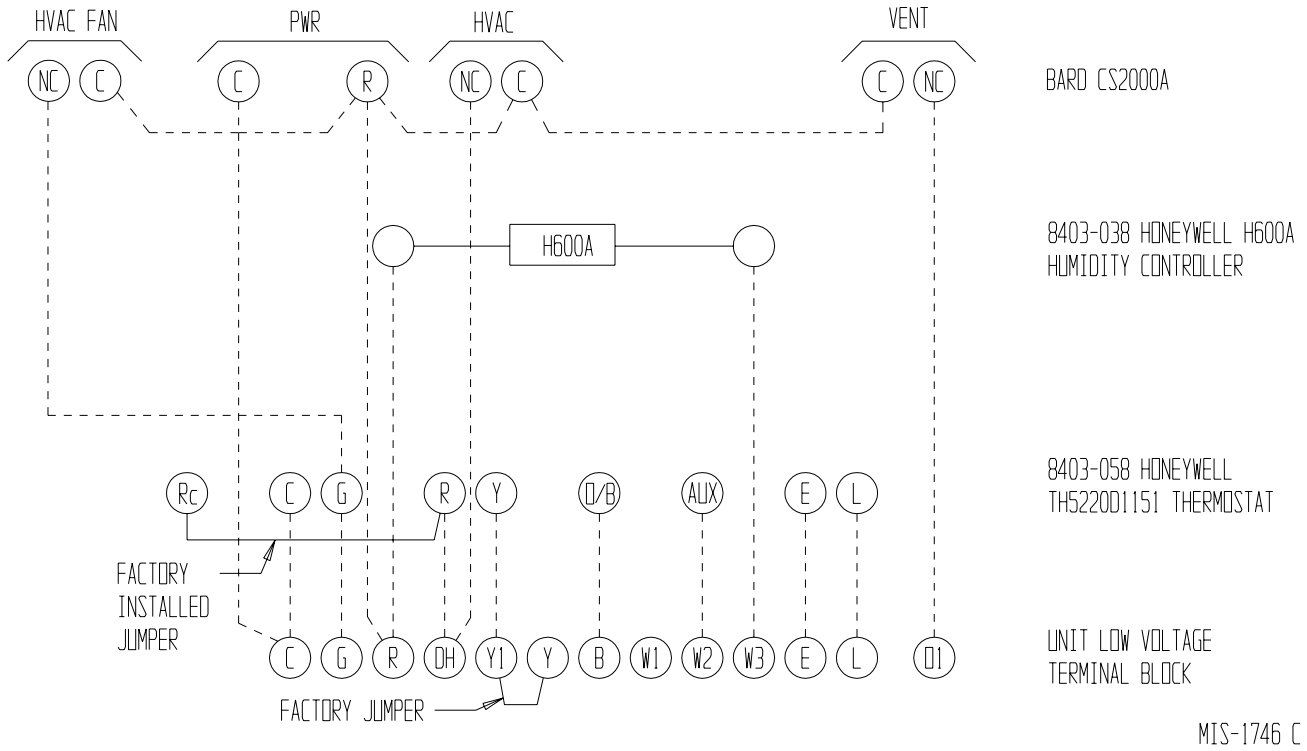 HVAC FAN PWR HVAC VENT
NC C C R NC C C NC BARD CS2000A
H600A 8403-038 HONEYWELL H600A
HUMIDITY CONTROLLER
Rc C G R Y O/B AUX E L 8403-058 HONEYWELL
TH5220D1151 THERMOSTAT
FACTORY
INSTALLED
JUMPER
C G R OH Y1 Y B W1 W2 W3 E L O1 UNIT LOW VOLTAGE
TERMINAL BLOCK
FACTORY JUMPER
MIS-1746 C